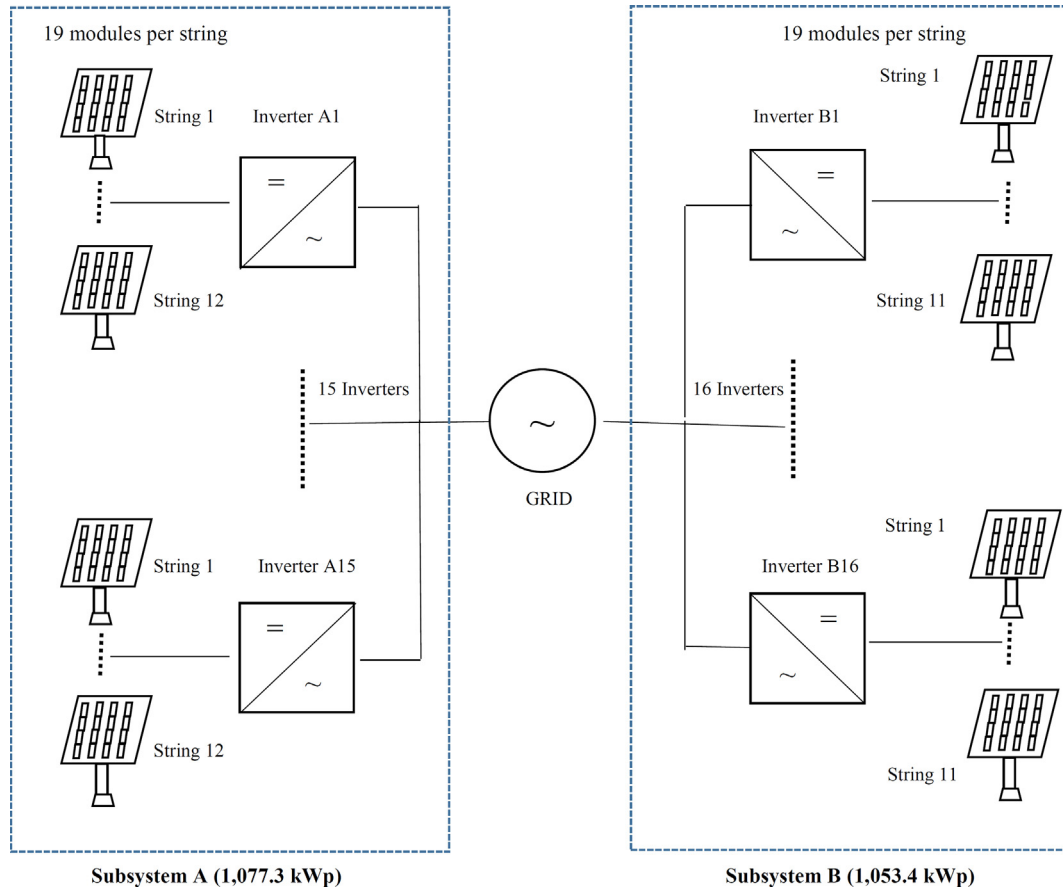 19 modules per string
String 1
Inverter A1
=
~
String 12
15 Inverters
String 1
Inverter A15
=
~
String 12
Subsystem A (1,077.3 kWp)
~
GRID
19 modules per string
String 1
Inverter B1
=
~
String 11
16 Inverters
String 1
Inverter B16
=
~
String 11
Subsystem B (1,053.4 kWp)